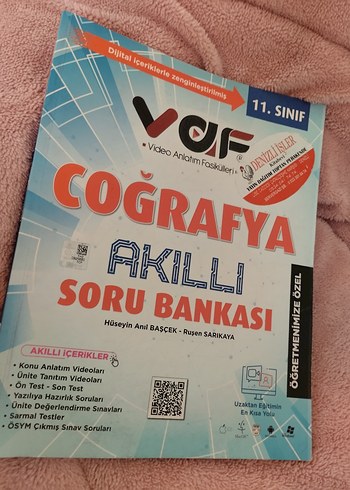 Dijital içeriklerle zenginleştirilmiş
11. SINIF
VAF
Video Anlatım Fasikülleri
DENİZLİ İŞLER
COĞRAFYA
AKILLI
SORU BANKASI
Hüseyin Anıl BAŞÇEK - Ruşen SARIKAYA
ÖĞRETMENİMİZE ÖZEL
AKILLI İÇERİKLER
• Konu Anlatım Videoları
• Ünite Tanıtım Videoları
• Ön Test - Son Test
• Yazılıya Hazırlık Soruları
• Ünite Değerlendirme Sınavları
• Sarmal Testler
• ÖSYM Çıkmış Sınav Soruları
Uzaktan Eğitimin
En Kısa Yolu